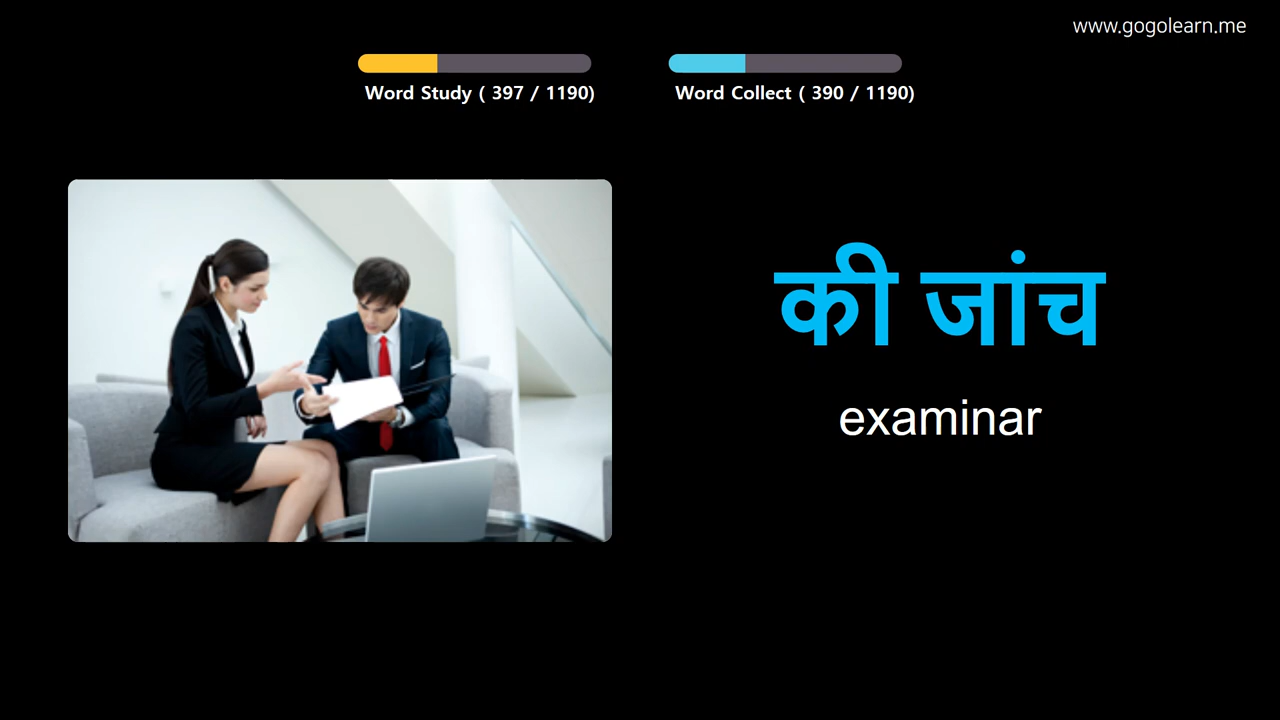 www.gogolearn.me
Word Study ( 397 / 1190)
Word Collect ( 390 / 1190)
की जांच
examinar